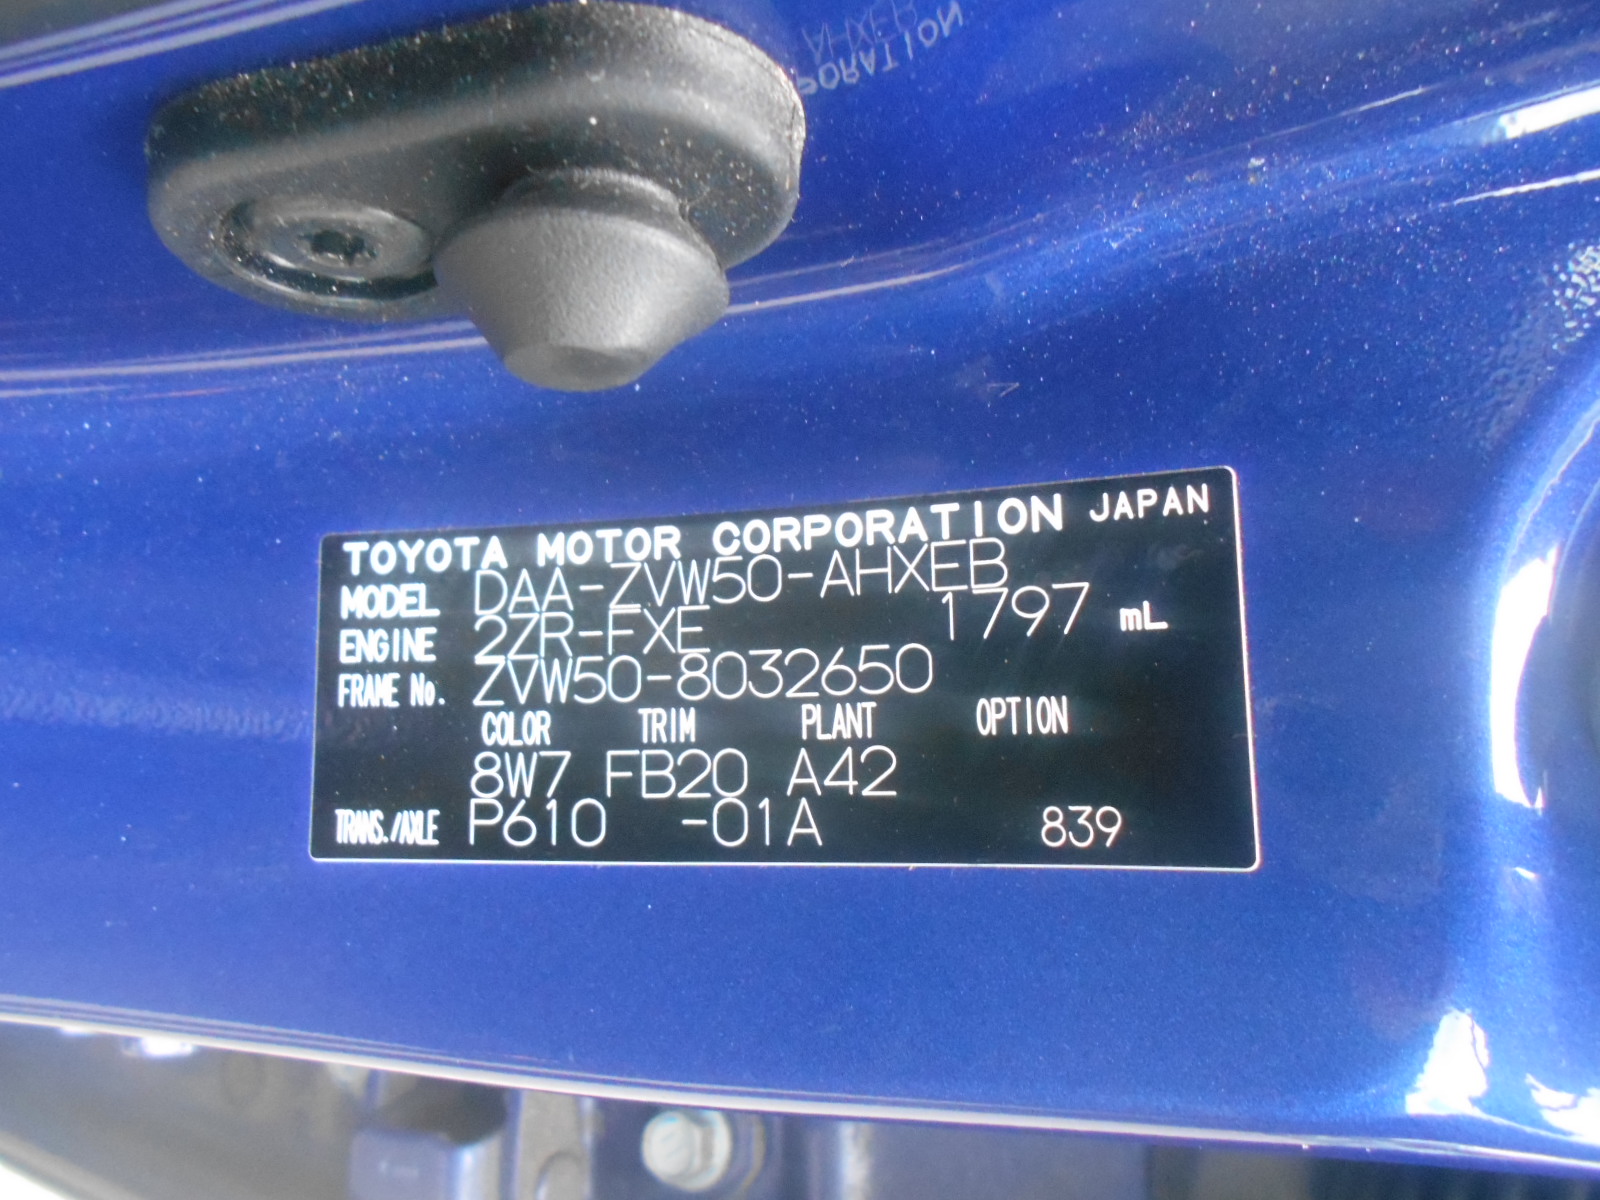 TOYOTA MOTOR CORPORATION JAPAN
MODEL DAA-ZVW50-AHXEB
ENGINE 2ZR-FXE 1797 mL
FRAME No. ZVW50-8032650
COLOR TRIM PLANT OPTION
8W7 FB20 A42
TRANS./AXLE P610 -01A 839